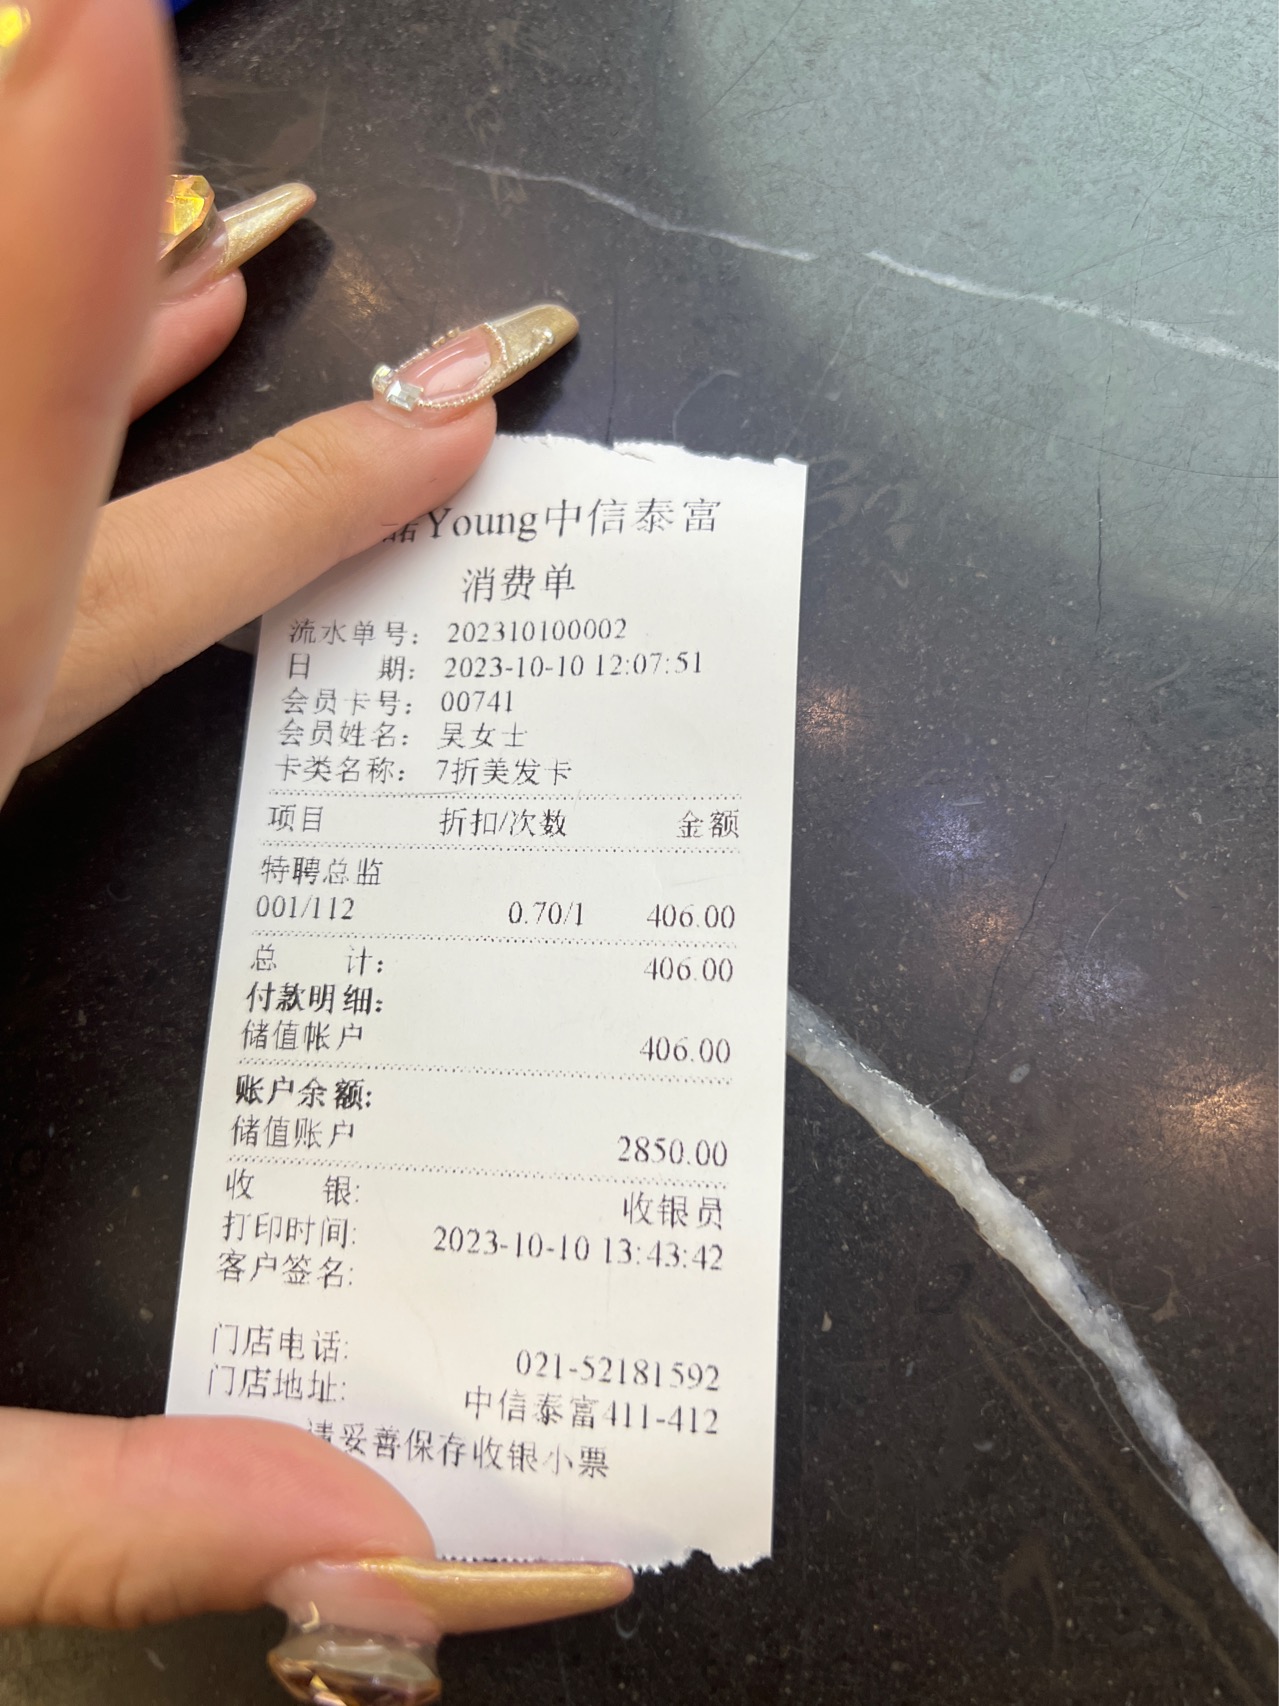 Young中信泰富
消费单
流水单号： 202310100002
日 期： 2023-10-10 12:07:51
会员卡号： 00741
会员姓名： 吴女士
卡类名称： 7折美发卡
项目 折扣/次数 金额
特聘总监
001/112 0.70/1 406.00
总 计： 406.00
付款明细:
储值帐户 406.00
账户余额:
储值账户 2850.00
收 银: 收银员
打印时间: 2023-10-10 13:43:42
客户签名:
门店电话: 021-52181592
门店地址: 中信泰富411-412
请妥善保存收银小票